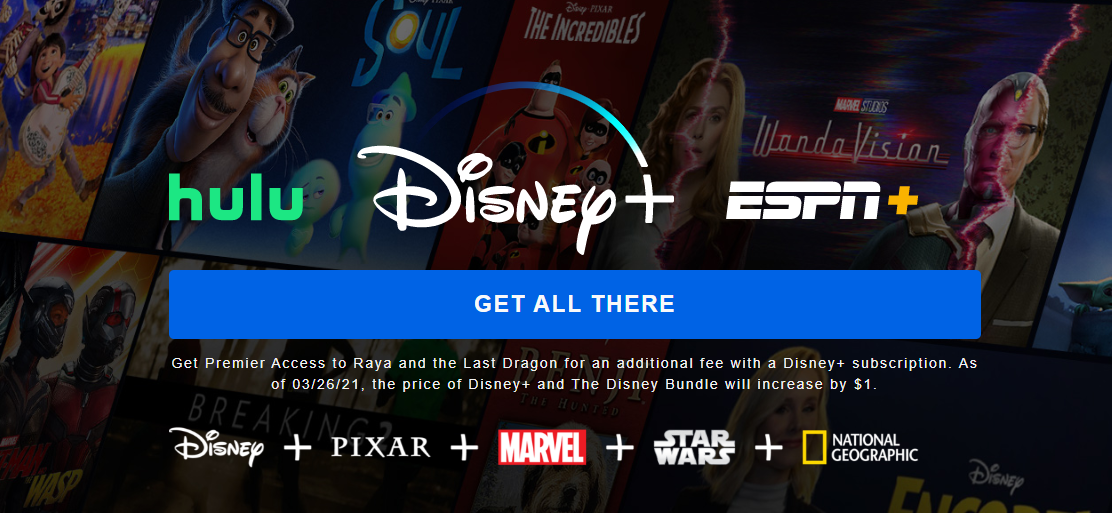 Disney · PIXAR
SOUL
Disney · PIXAR
THE INCREDIBLES
MARVEL STUDIOS
WandaVision
hulu
Disney+
ESPN+
GET ALL THERE
Get Premier Access to Raya and the Last Dragon for an additional fee with a Disney+ subscription. As
of 03/26/21, the price of Disney+ and The Disney Bundle will increase by $1.
BENJI
THE HUNTED
BREAKING2
Disney + PIXAR + MARVEL + STAR WARS + NATIONAL GEOGRAPHIC
MARVEL
WASP
Disney